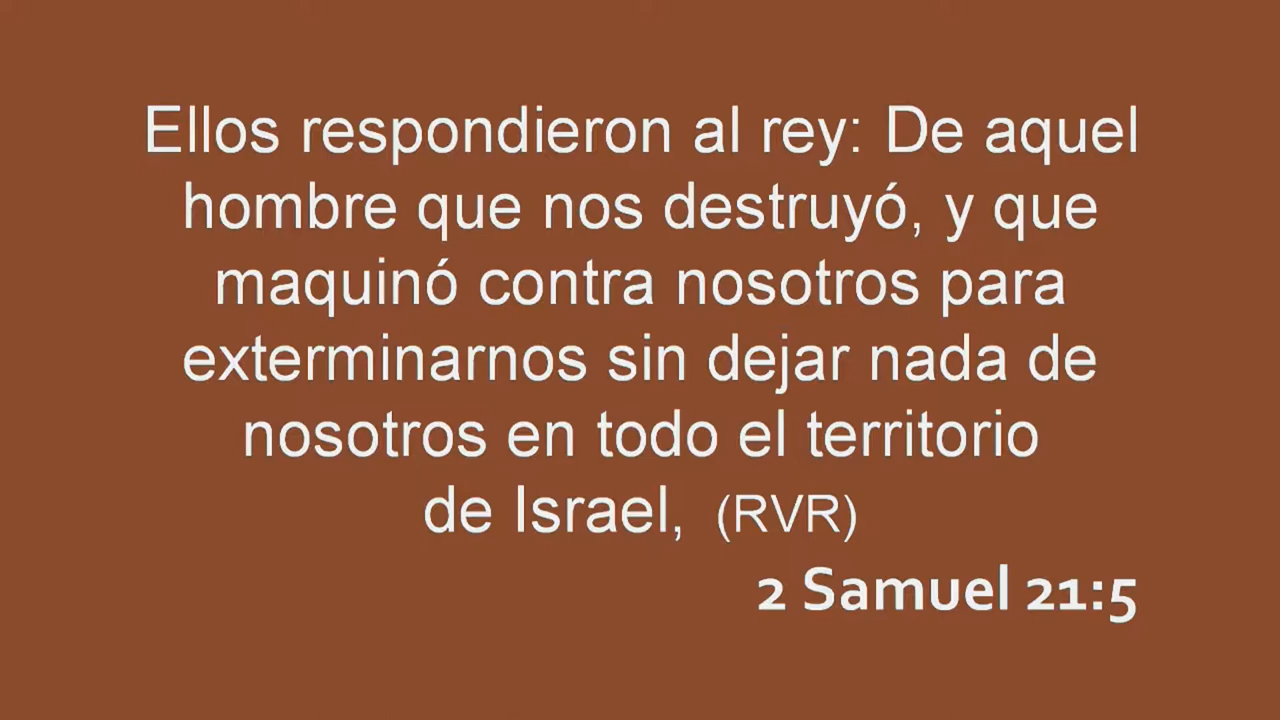 Ellos respondieron al rey: De aquel
hombre que nos destruyó, y que
maquinó contra nosotros para
exterminarnos sin dejar nada de
nosotros en todo el territorio
de Israel, (RVR)
2 Samuel 21:5